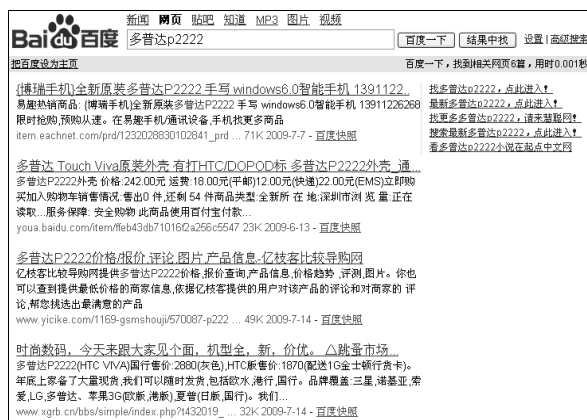 新闻 网页 贴吧 知道 MP3 图片 视频
Bai 百度 多普达p2222 百度一下 结果中找 设置 | 高级搜索
把百度设为主页 百度一下，找到相关网页6篇，用时0.001秒
{博瑞手机}全新原装多普达P2222 手写 windows6.0智能手机 1391122..
易趣热销商品: {博瑞手机}全新原装多普达P2222 手写 windows6.0智能手机 13911226268
限时抢购,预购从速。在易趣手机/通讯设备,手机找更多商品
item.eachnet.com/prd/1232028830102841_prd ... 71K 2009-7-7 - 百度快照
找多普达p2222，点此进入！
最新多普达p2222，点此进入！
找更多多普达p2222，请来慧聪网！
搜索最新多普达p2222，点此进入！
看多普达p2222小说在起点中文网
多普达 Touch Viva原装外壳 有打HTC/DOPOD标 多普达P2222外壳_通...
多普达P2222外壳 价格:242.00元 运费:18.00元(平邮)12.00元(快递)22.00元(EMS)立即购
买加入购物车销售情况:售出0 件,还剩 54 件商品类型:全新所 在 地:深圳市浏 览 量:正在
读取...服务保障: 安全购物 此商品使用百付宝付款...
youa.baidu.com/item/ffeb43db71016f2a256c5547 23K 2009-6-13 - 百度快照
多普达P2222价格/报价,评论,图片,产品信息-亿枝客比较导购网
亿枝客比较导购网提供多普达P2222价格,报价查询,产品信息,价格趋势 ,评测,图片。你也
可以查到提供最低价格的商家信息,依据亿枝客提供的用户对该产品的评论和对商家的 评
论,帮您挑选出最满意的产品
www.yicike.com/1169-gsmshouji/570087-p222 ... 49K 2009-7-14 - 百度快照
时尚数码，今天来跟大家见个面，机型全，新，价优。 △跳蚤市场...
多普达P2222(HTC VIVA)国行售价:2880(灰色),HTC版售价:1870(配送1G金士顿行货卡)。
年底上家备了大量现货,我们可以随时发货,包括欧水,港行,国行。品牌覆盖:三星,诺基亚,索
爱,LG,多普达、苹果3G(欧版,港版),夏普(日版,国行)。我们...
www.xgrb.cn/bbs/simple/index.php?t432019_ ... 32K 2009-7-14 - 百度快照